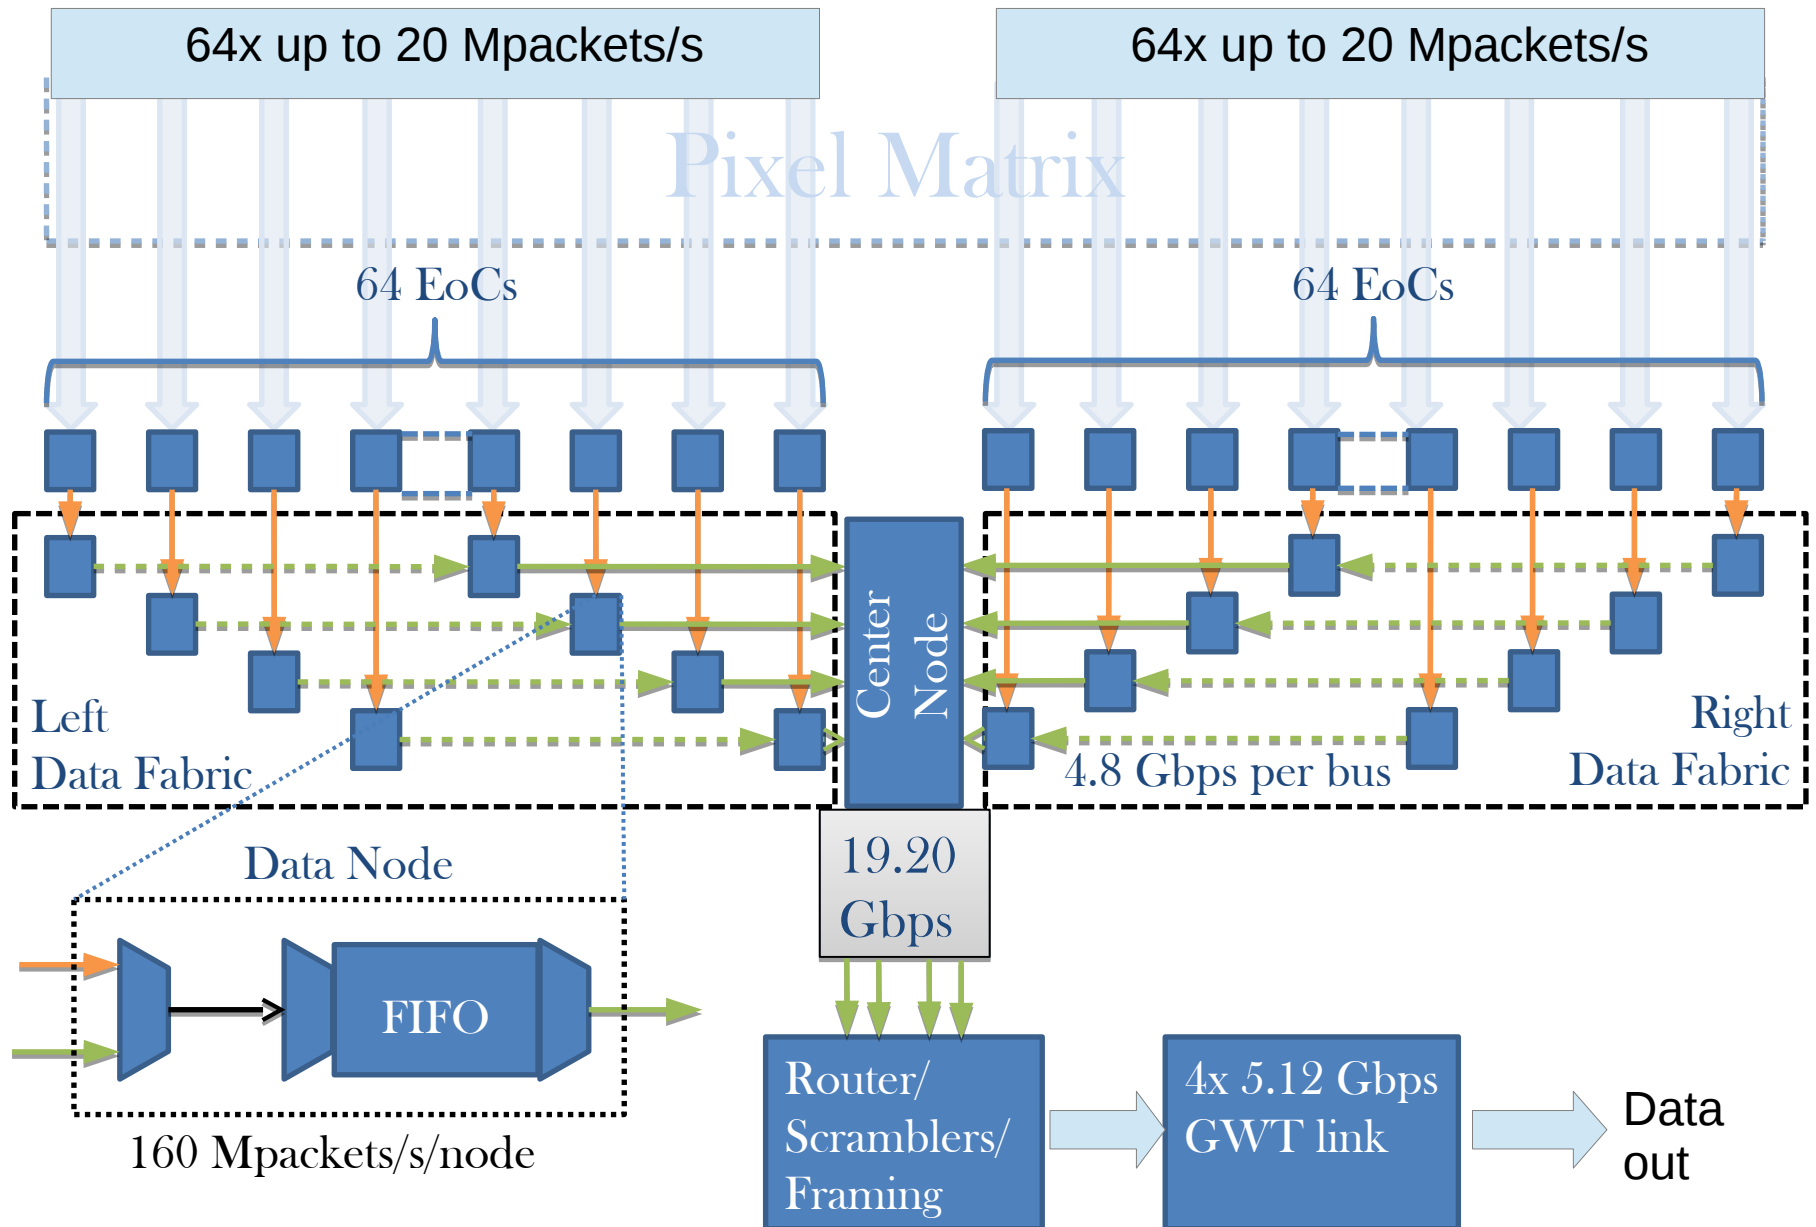 64x up to 20 Mpackets/s
64x up to 20 Mpackets/s
Pixel Matrix
64 EoCs
64 EoCs
Center
Node
Left
Data Fabric
Right
Data Fabric
4.8 Gbps per bus
19.20
Gbps
Data Node
FIFO
160 Mpackets/s/node
Router/
Scramblers/
Framing
4x 5.12 Gbps
GWT link
Data
out